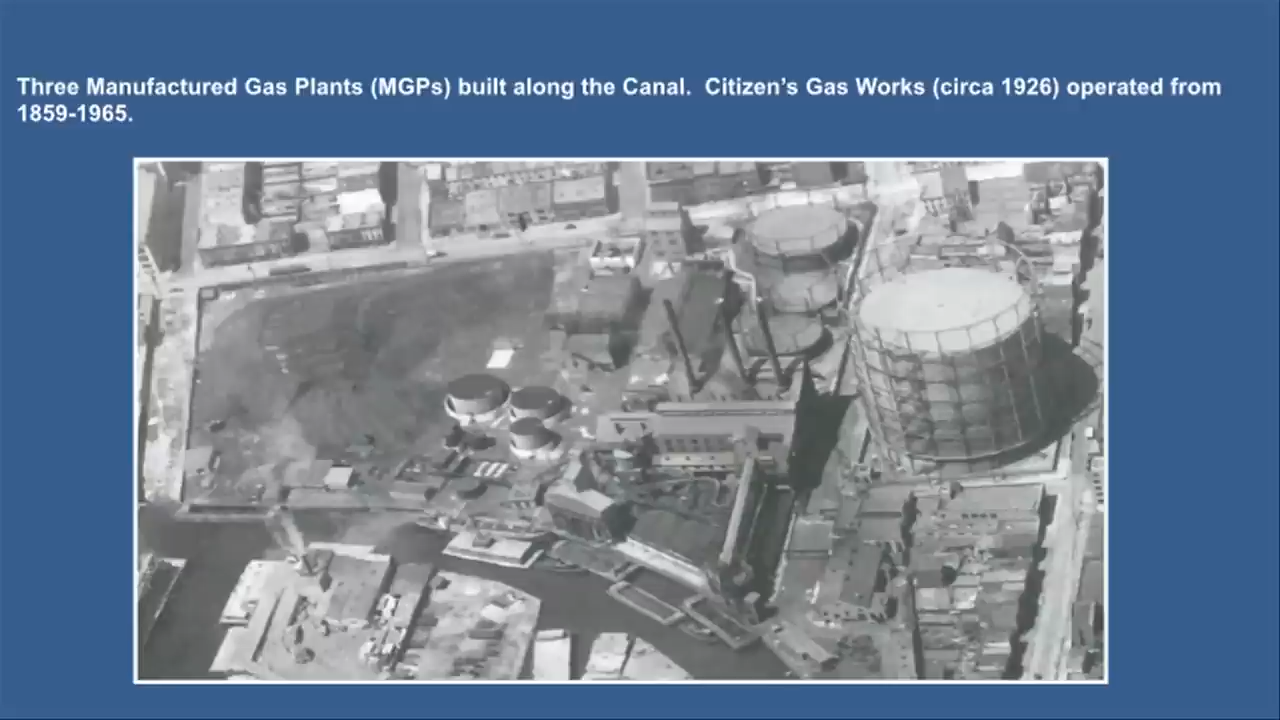 Three Manufactured Gas Plants (MGPs) built along the Canal.  Citizen's Gas Works (circa 1926) operated from
1859-1965.